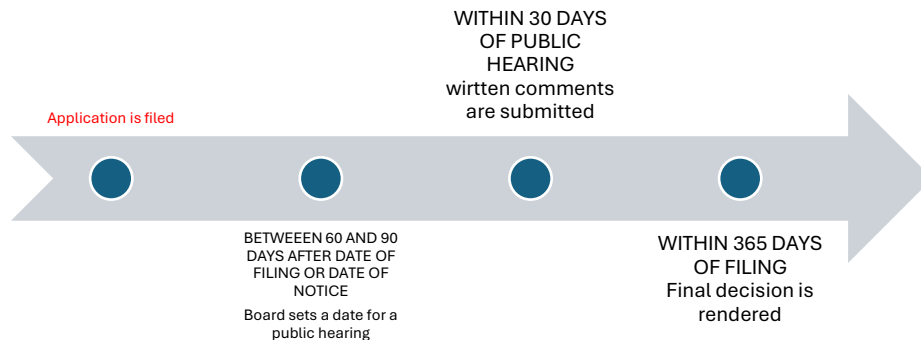 Application is filed
BETWEEEN 60 AND 90
DAYS AFTER DATE OF
FILING OR DATE OF
NOTICE
Board sets a date for a
public hearing
WITHIN 30 DAYS
OF PUBLIC
HEARING
wirtten comments
are submitted
WITHIN 365 DAYS
OF FILING
Final decision is
rendered